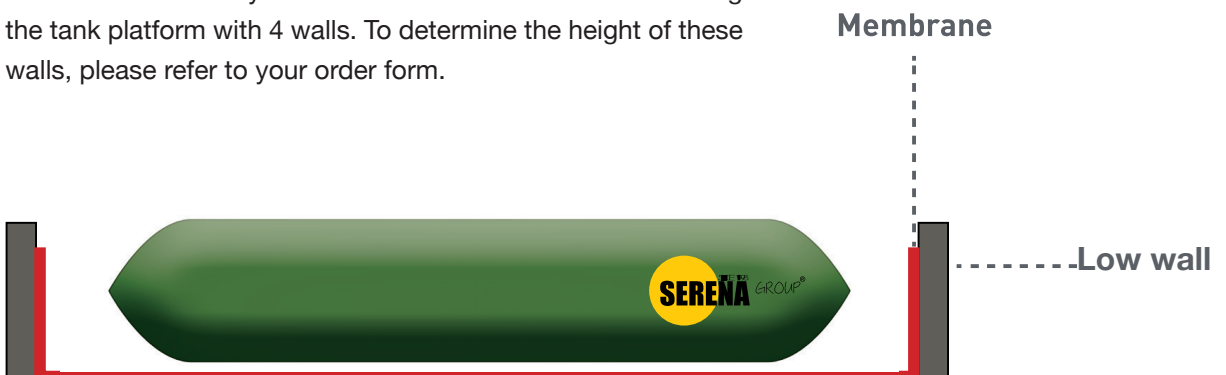 the tank platform with 4 walls. To determine the height of these
walls, please refer to your order form.
Membrane
Low wall
SERENA GROUP®